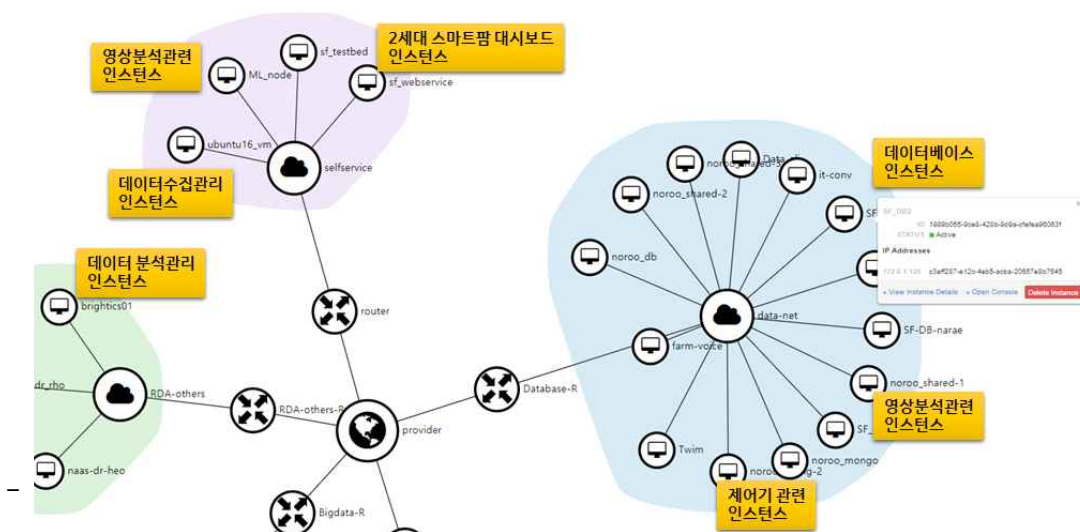 영상분석관련
인스턴스
sf_testbed
2세대 스마트팜 대시보드
인스턴스
ML_node
sf_webservice
ubuntu16_vm
selfservice
데이터수집관리
인스턴스
데이터 분석관리
인스턴스
brightics01
dr_rho
RDA-others
naas-dr-heo
RDA-others-R
router
provider
Bigdata-R
Database-R
데이터베이스
인스턴스
it-conv
noroo_shared-2
noroo_db
farm-voice
data-net
SF-DB-narae
noroo_shared-1
영상분석관련
인스턴스
noroo_mongo
Twim
제어기 관련
인스턴스
SF_DB2
ID
STATUS Active
IP Addresses
» View Instance Details » Open Console Delete Instance